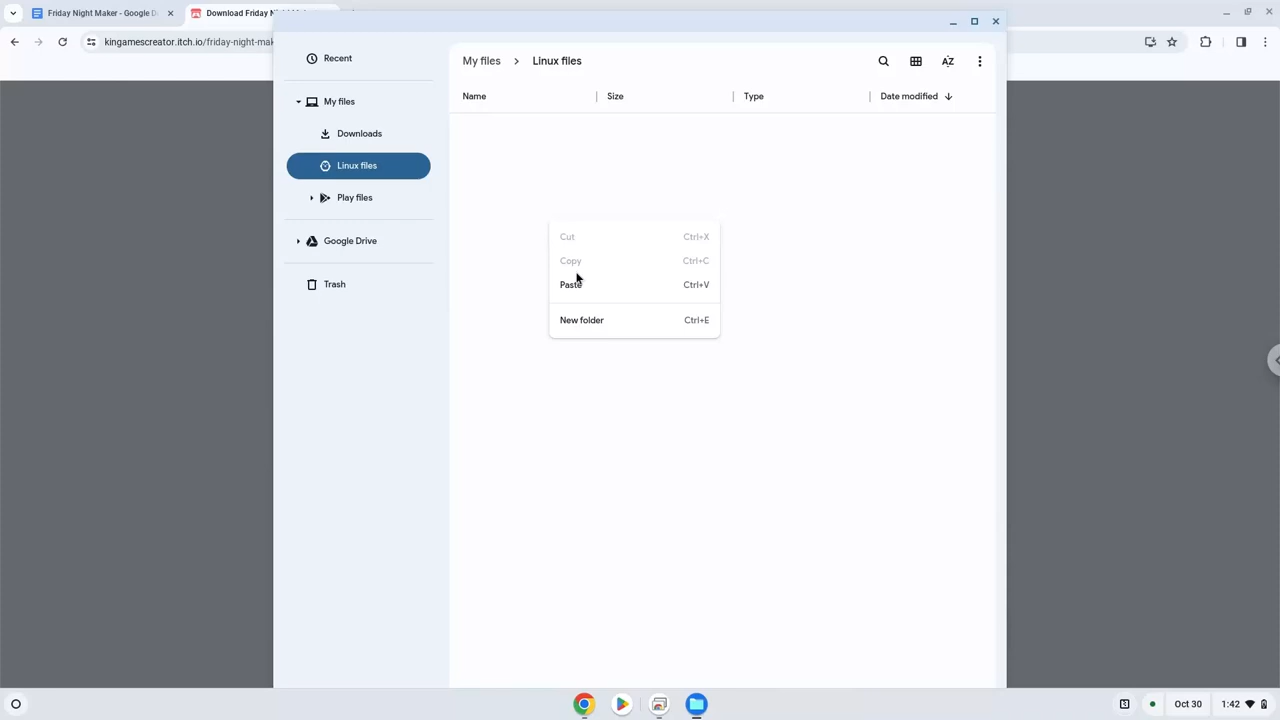 Friday Night Maker - Google D
Download Friday Nig
kingamescreator.itch.io/friday-night-mak
Recent
My files
Downloads
Linux files
Play files
Google Drive
Trash
My files > Linux files
AZ
Name Size Type Date modified
Cut Ctrl+X
Copy Ctrl+C
Paste Ctrl+V
New folder Ctrl+E
Oct 30 1:42